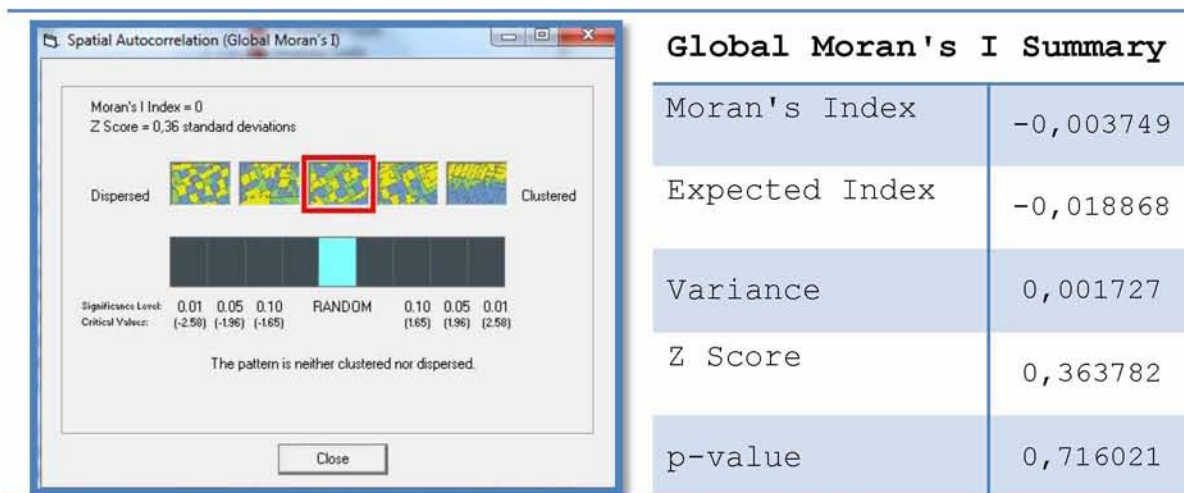 Spatial Autocorrelation (Global Moran's I)
Moran's I Index = 0
Z Score = 0,36 standard deviations
Dispersed
Clustered
Significance Level: 0.01 0.05 0.10 RANDOM 0.10 0.05 0.01
Critical Values: (-2.58) (-1.96) (-1.65) (1.65) (1.96) (2.58)
The pattern is neither clustered nor dispersed.
Close
Global Moran's I Summary
Moran's Index -0,003749
Expected Index -0,018868
Variance 0,001727
Z Score 0,363782
p-value 0,716021